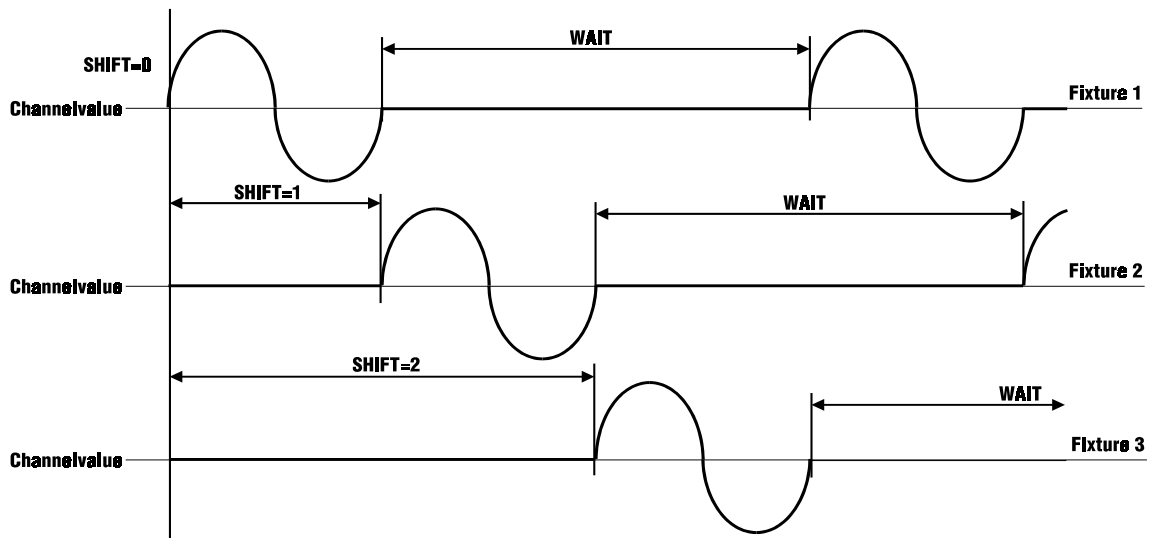 WAIT
SHIFT=0
Fixture 1
Channelvalue
SHIFT=1
WAIT
Fixture 2
Channelvalue
SHIFT=2
WAIT
Fixture 3
Channelvalue